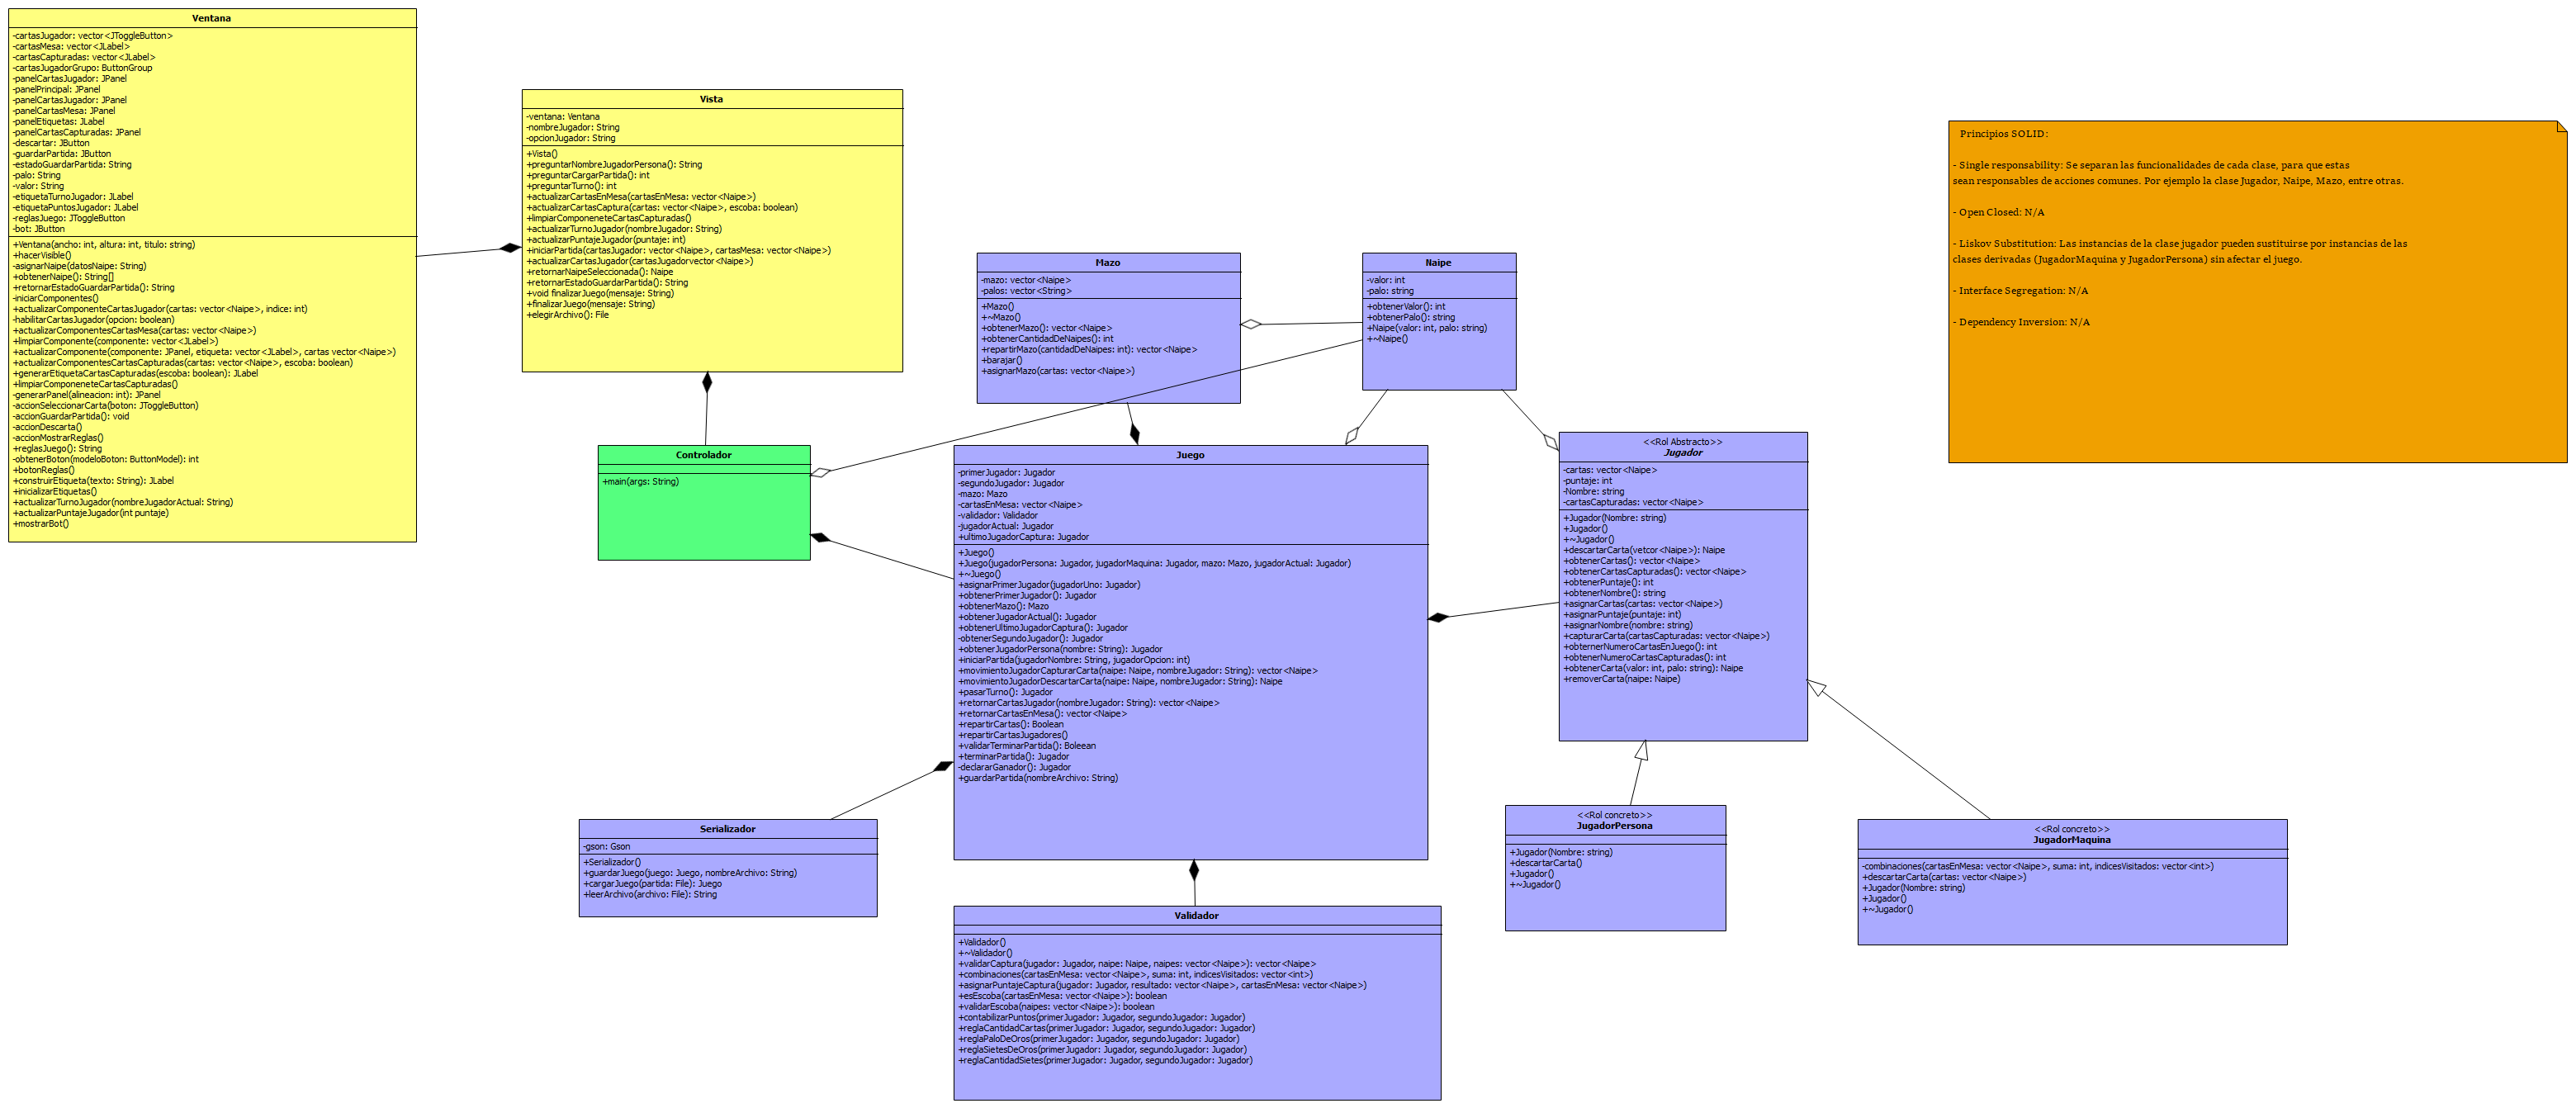 Ventana
-cartasJugador: vector<JToggleButton>
-cartasMesa: vector<JLabel>
-cartasCapturadas: vector<JLabel>
-cartasJugadorGrupo: ButtonGroup
-panelCartasJugador: JPanel
-panelPrincipal: JPanel
-panelCartasJugador: JPanel
-panelCartasMesa: JPanel
-panelEtiquetas: JLabel
-panelCartasCapturadas: JPanel
-descartar: JButton
-guardarPartida: JButton
-estadoGuardarPartida: String
-palo: String
-valor: String
-etiquetaTurnoJugador: JLabel
-etiquetaPuntosJugador: JLabel
-reglasJuego: JToggleButton
-bot: JButton
+Ventana(ancho: int, altura: int, titulo: string)
+hacerVisible()
-asignarNaipe(datosNaipe: String)
+obtenerNaipe(): String[]
+retornarEstadoGuardarPartida(): String
-iniciarComponentes()
+actualizarComponenteCartasJugador(cartas: vector<Naipe>, indice: int)
-habilitarCartasJugador(opcion: boolean)
+actualizarComponentesCartasMesa(cartas: vector<Naipe>)
+limpiarComponente(componente: vector<JLabel>)
+actualizarComponente(componente: JPanel, etiqueta: vector<JLabel>, cartas vector<Naipe>)
+actualizarComponentesCartasCapturadas(cartas: vector<Naipe>, escoba: boolean)
+generarEtiquetaCartasCapturadas(escoba: boolean): JLabel
+limpiarComponeneteCartasCapturadas()
-generarPanel(alineacion: int): JPanel
-accionSeleccionarCarta(boton: JToggleButton)
-accionGuardarPartida(): void
-accionDescarta()
-accionMostrarReglas()
+reglasJuego(): String
-obtenerBoton(modeloBoton: ButtonModel): int
+botonReglas()
+construirEtiqueta(texto: String): JLabel
+inicializarEtiquetas()
+actualizarTurnoJugador(nombreJugadorActual: String)
+actualizarPuntajeJugador(int puntaje)
+mostrarBot()
Vista
-ventana: Ventana
-nombreJugador: String
-opcionJugador: String
+Vista()
+preguntarNombreJugadorPersona(): String
+preguntarCargarPartida(): int
+preguntarTurno(): int
+actualizarCartasEnMesa(cartasEnMesa: vector<Naipe>)
+actualizarCartasCaptura(cartas: vector<Naipe>, escoba: boolean)
+limpiarComponeneteCartasCapturadas()
+actualizarTurnoJugador(nombreJugador: String)
+actualizarPuntajeJugador(puntaje: int)
+iniciarPartida(cartasJugador: vector<Naipe>, cartasMesa: vector<Naipe>)
+actualizarCartasJugador(cartasJugadorvector<Naipe>)
+retornarNaipeSeleccionada(): Naipe
+retornarEstadoGuardarPartida(): String
+void finalizarJuego(mensaje: String)
+finalizarJuego(mensaje: String)
+elegirArchivo(): File
Controlador
+main(args: String)
Mazo
-mazo: vector<Naipe>
-palos: vector<String>
+Mazo()
+~Mazo()
+obtenerMazo(): vector<Naipe>
+obtenerCantidadDeNaipes(): int
+repartirMazo(cantidadDeNaipes: int): vector<Naipe>
+barajar()
+asignarMazo(cartas: vector<Naipe>)
Naipe
-valor: int
-palo: string
+obtenerValor(): int
+obtenerPalo(): string
+Naipe(valor: int, palo: string)
+~Naipe()
Juego
-primerJugador: Jugador
-segundoJugador: Jugador
-mazo: Mazo
-cartasEnMesa: vector<Naipe>
-validador: Validador
-jugadorActual: Jugador
+ultimoJugadorCaptura: Jugador
+Juego()
+Juego(jugadorPersona: Jugador, jugadorMaquina: Jugador, mazo: Mazo, jugadorActual: Jugador)
+~Juego()
+asignarPrimerJugador(jugadorUno: Jugador)
+obtenerPrimerJugador(): Jugador
+obtenerMazo(): Mazo
+obtenerJugadorActual(): Jugador
+obtenerUltimoJugadorCaptura(): Jugador
-obtenerSegundoJugador(): Jugador
+obtenerJugadorPersona(nombre: String): Jugador
+iniciarPartida(jugadorNombre: String, jugadorOpcion: int)
+movimientoJugadorCapturarCarta(naipe: Naipe, nombreJugador: String): vector<Naipe>
+movimientoJugadorDescartarCarta(naipe: Naipe, nombreJugador: String): Naipe
+pasarTurno(): Jugador
+retornarCartasJugador(nombreJugador: String): vector<Naipe>
+retornarCartasEnMesa(): vector<Naipe>
+repartirCartas(): Boolean
+repartirCartasJugadores()
+validarTerminarPartida(): Boleean
+terminarPartida(): Jugador
-declararGanador(): Jugador
+guardarPartida(nombreArchivo: String)
<<Rol Abstracto>>
Jugador
-cartas: vector<Naipe>
-puntaje: int
-Nombre: string
-cartasCapturadas: vector<Naipe>
+Jugador(Nombre: string)
+Jugador()
+~Jugador()
+descartarCarta(vetcor<Naipe>): Naipe
+obtenerCartas(): vector<Naipe>
+obtenerCartasCapturadas(): vector<Naipe>
+obtenerPuntaje(): int
+obtenerNombre(): string
+asignarCartas(cartas: vector<Naipe>)
+asignarPuntaje(puntaje: int)
+asignarNombre(nombre: string)
+capturarCarta(cartasCapturadas: vector<Naipe>)
+obternerNumeroCartasEnJuego(): int
+obtenerNumeroCartasCapturadas(): int
+obtenerCarta(valor: int, palo: string): Naipe
+removerCarta(naipe: Naipe)
Serializador
-gson: Gson
+Serializador()
+guardarJuego(juego: Juego, nombreArchivo: String)
+cargarJuego(partida: File): Juego
+leerArchivo(archivo: File): String
Validador
+Validador()
+~Validador()
+validarCaptura(jugador: Jugador, naipe: Naipe, naipes: vector<Naipe>): vector<Naipe>
+combinaciones(cartasEnMesa: vector<Naipe>, suma: int, indicesVisitados: vector<int>)
+asignarPuntajeCaptura(jugador: Jugador, resultado: vector<Naipe>, cartasEnMesa: vector<Naipe>)
+esEscoba(cartasEnMesa: vector<Naipe>): boolean
+validarEscoba(naipes: vector<Naipe>): boolean
+contabilizarPuntos(primerJugador: Jugador, segundoJugador: Jugador)
+reglaCantidadCartas(primerJugador: Jugador, segundoJugador: Jugador)
+reglaPaloDeOros(primerJugador: Jugador, segundoJugador: Jugador)
+reglaSietesDeOros(primerJugador: Jugador, segundoJugador: Jugador)
+reglaCantidadSietes(primerJugador: Jugador, segundoJugador: Jugador)
<<Rol concreto>>
JugadorPersona
+Jugador(Nombre: string)
+descartarCarta()
+Jugador()
+~Jugador()
<<Rol concreto>>
JugadorMaquina
-combinaciones(cartasEnMesa: vector<Naipe>, suma: int, indicesVisitados: vector<int>)
+descartarCarta(cartas: vector<Naipe>)
+Jugador(Nombre: string)
+Jugador()
+~Jugador()
Principios SOLID:
- Single responsability: Se separan las funcionalidades de cada clase, para que estas
sean responsables de acciones comunes. Por ejemplo la clase Jugador, Naipe, Mazo, entre otras.
- Open Closed: N/A
- Liskov Substitution: Las instancias de la clase jugador pueden sustituirse por instancias de las
clases derivadas (JugadorMaquina y JugadorPersona) sin afectar el juego.
- Interface Segregation: N/A
- Dependency Inversion: N/A